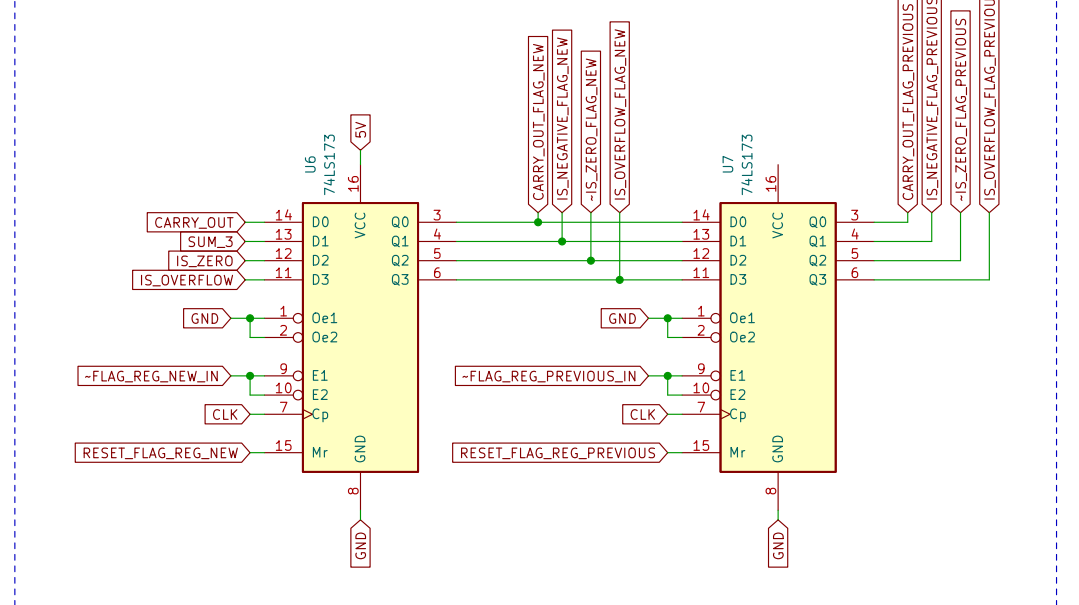 CARRY_OUT_FLAG_NEW
IS_NEGATIVE_FLAG_NEW
~IS_ZERO_FLAG_NEW
IS_OVERFLOW_FLAG_NEW
CARRY_OUT_FLAG_PREVIOUS
IS_NEGATIVE_FLAG_PREVIOUS
~IS_ZERO_FLAG_PREVIOUS
IS_OVERFLOW_FLAG_PREVIOU
5V
U6
74LS173
16
VCC
CARRY_OUT 14 D0 Q0 3
SUM_3 13 D1 Q1 4
IS_ZERO 12 D2 Q2 5
IS_OVERFLOW 11 D3 Q3 6
GND 1 Oe1
2 Oe2
~FLAG_REG_NEW_IN 9 E1
10 E2
CLK 7 Cp
RESET_FLAG_REG_NEW 15 Mr
GND
8
GND
U7
74LS173
16
VCC
14 D0 Q0 3
13 D1 Q1 4
12 D2 Q2 5
11 D3 Q3 6
GND 1 Oe1
2 Oe2
~FLAG_REG_PREVIOUS_IN 9 E1
10 E2
CLK 7 Cp
RESET_FLAG_REG_PREVIOUS 15 Mr
GND
8
GND